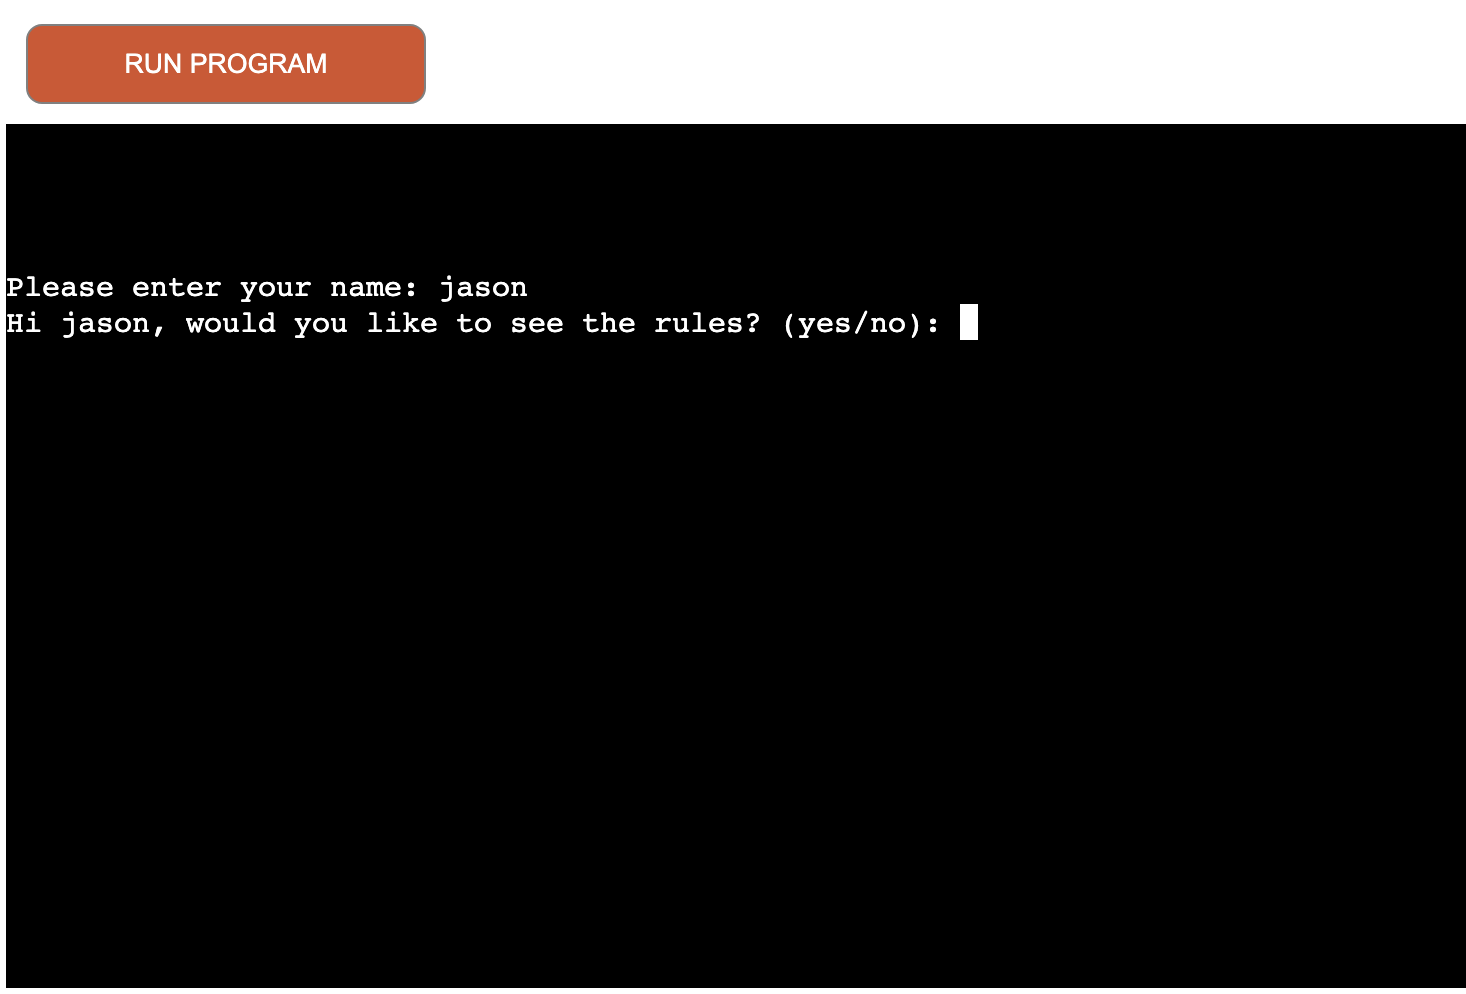 RUN PROGRAM
Please enter your name: jason
Hi jason, would you like to see the rules? (yes/no):